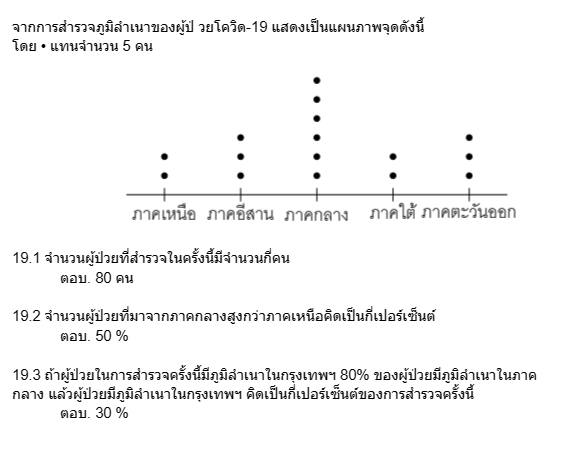 จากการสำรวจภูมิลำเนาของผู้ป่ วยโควิด-19 แสดงเป็นแผนภาพจุดดังนี้
โดย • แทนจำนวน 5 คน
ภาคเหนือ ภาคอีสาน ภาคกลาง ภาคใต้ ภาคตะวันออก
19.1 จำนวนผู้ป่วยที่สำรวจในครั้งนี้มีจำนวนกี่คน
ตอบ. 80 คน
19.2 จำนวนผู้ป่วยที่มาจากภาคกลางสูงกว่าภาคเหนือคิดเป็นกี่เปอร์เซ็นต์
ตอบ. 50 %
19.3 ถ้าผู้ป่วยในการสำรวจครั้งนี้มีภูมิลำเนาในกรุงเทพฯ 80% ของผู้ป่วยมีภูมิลำเนาในภาค
กลาง แล้วผู้ป่วยมีภูมิลำเนาในกรุงเทพฯ คิดเป็นกี่เปอร์เซ็นต์ของการสำรวจครั้งนี้
ตอบ. 30 %